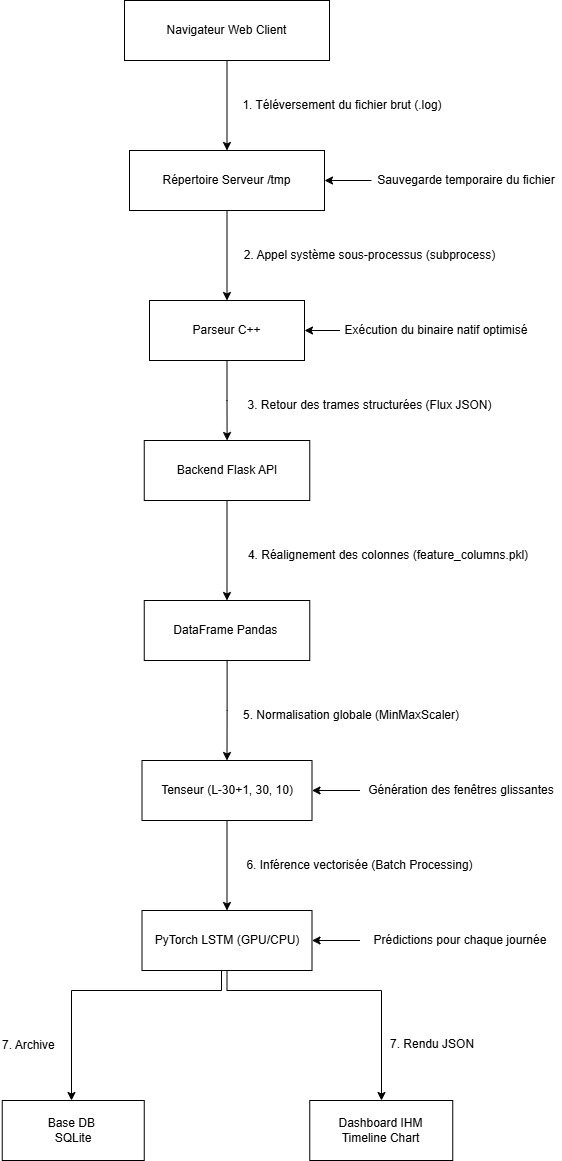 Navigateur Web Client
1. Téléversement du fichier brut (.log)
Répertoire Serveur /tmp
Sauvegarde temporaire du fichier
2. Appel système sous-processus (subprocess)
Parseur C++
Exécution du binaire natif optimisé
3. Retour des trames structurées (Flux JSON)
Backend Flask API
4. Réalignement des colonnes (feature_columns.pkl)
DataFrame Pandas
5. Normalisation globale (MinMaxScaler)
Tenseur (L-30+1, 30, 10)
Génération des fenêtres glissantes
6. Inférence vectorisée (Batch Processing)
PyTorch LSTM (GPU/CPU)
Prédictions pour chaque journée
7. Archive
7. Rendu JSON
Base DB
SQLite
Dashboard IHM
Timeline Chart